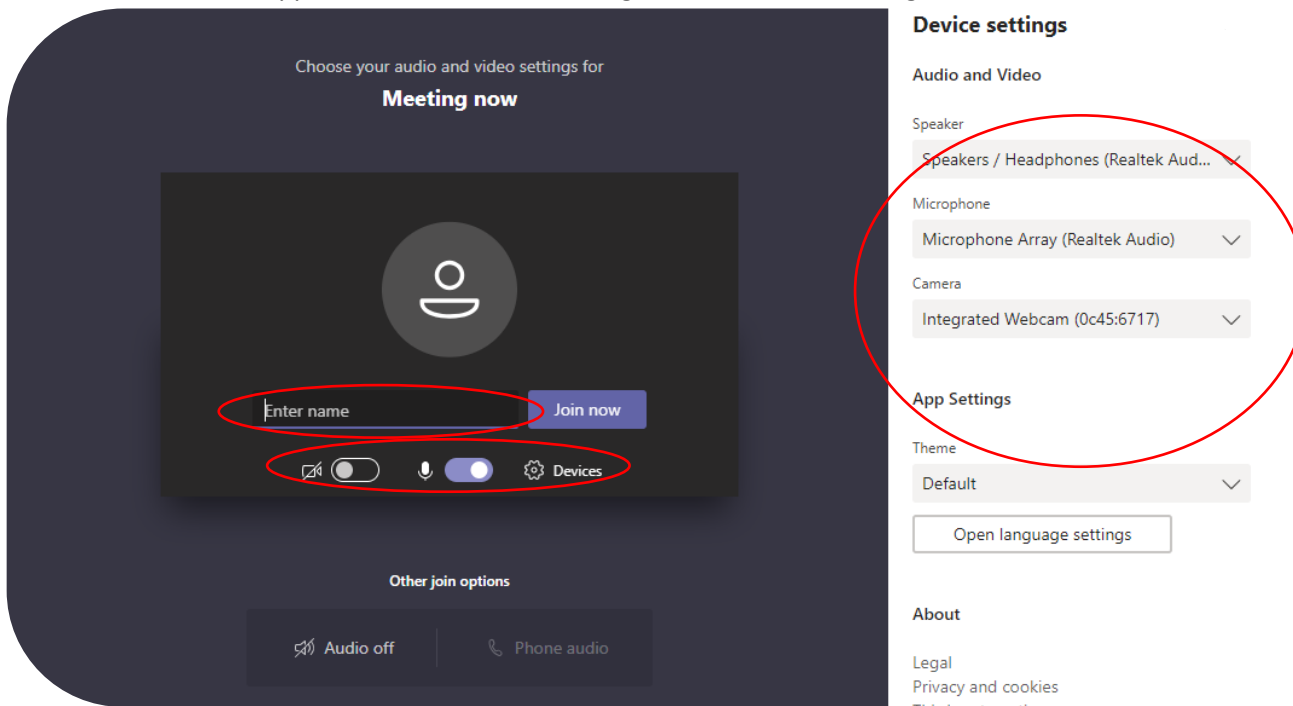 Choose your audio and video settings for
Meeting now
Enter name
Join now
Devices
Other join options
Audio off
Phone audio
Device settings
Audio and Video
Speaker
Speakers / Headphones (Realtek Aud...
Microphone
Microphone Array (Realtek Audio)
Camera
Integrated Webcam (0c45:6717)
App Settings
Theme
Default
Open language settings
About
Legal
Privacy and cookies